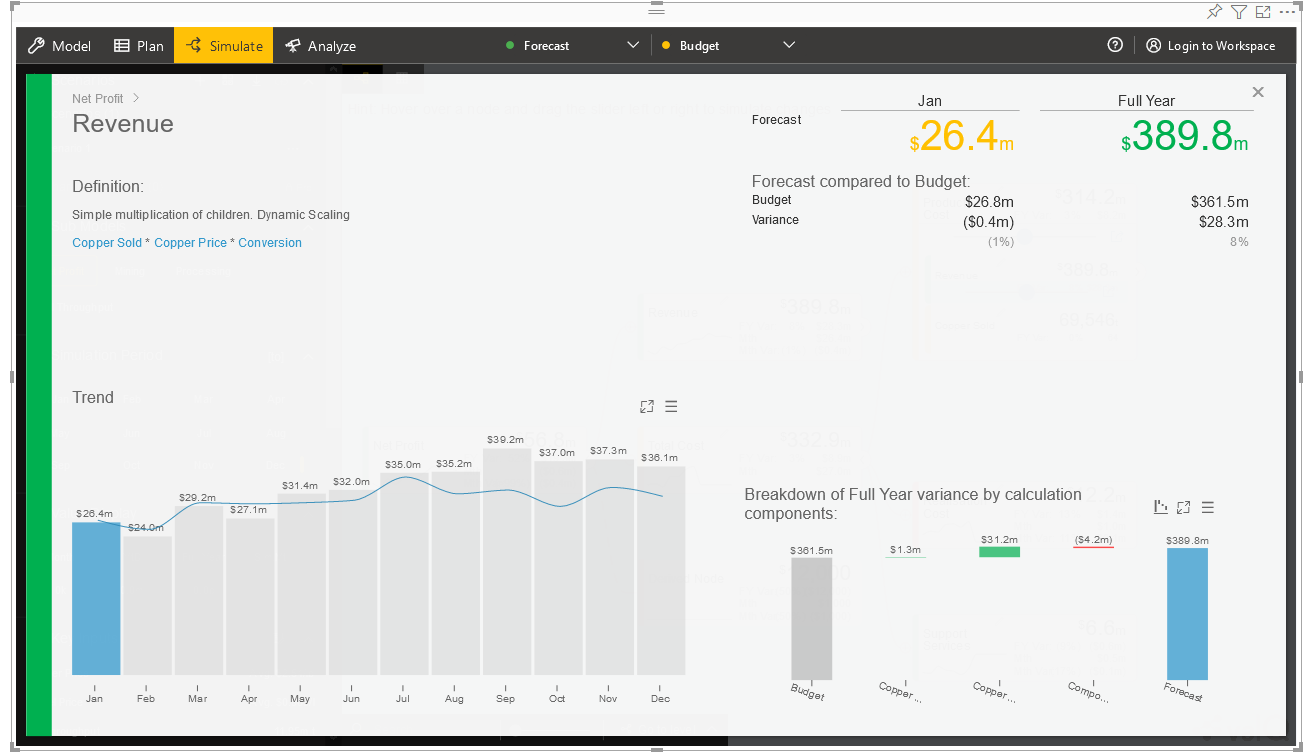 Model Plan Simulate Analyze Forecast Budget Login to Workspace
Net Profit
Revenue
Definition:
Simple multiplication of children. Dynamic Scaling
Copper Sold * Copper Price * Conversion
Jan Full Year
Forecast $26.4m $389.8m
Forecast compared to Budget:
Budget $26.8m $361.5m
Variance ($0.4m) $28.3m
(1%) 8%
Trend
$26.4m $24.0m $29.2m $27.1m $31.4m $32.0m $35.0m $35.2m $39.2m $37.0m $37.3m $36.1m
Jan Feb Mar Apr May Jun Jul Aug Sep Oct Nov Dec
Breakdown of Full Year variance by calculation
components:
$361.5m $1.3m $31.2m ($4.2m) $389.8m
Budget Copper ... Copper ... Compo... Forecast